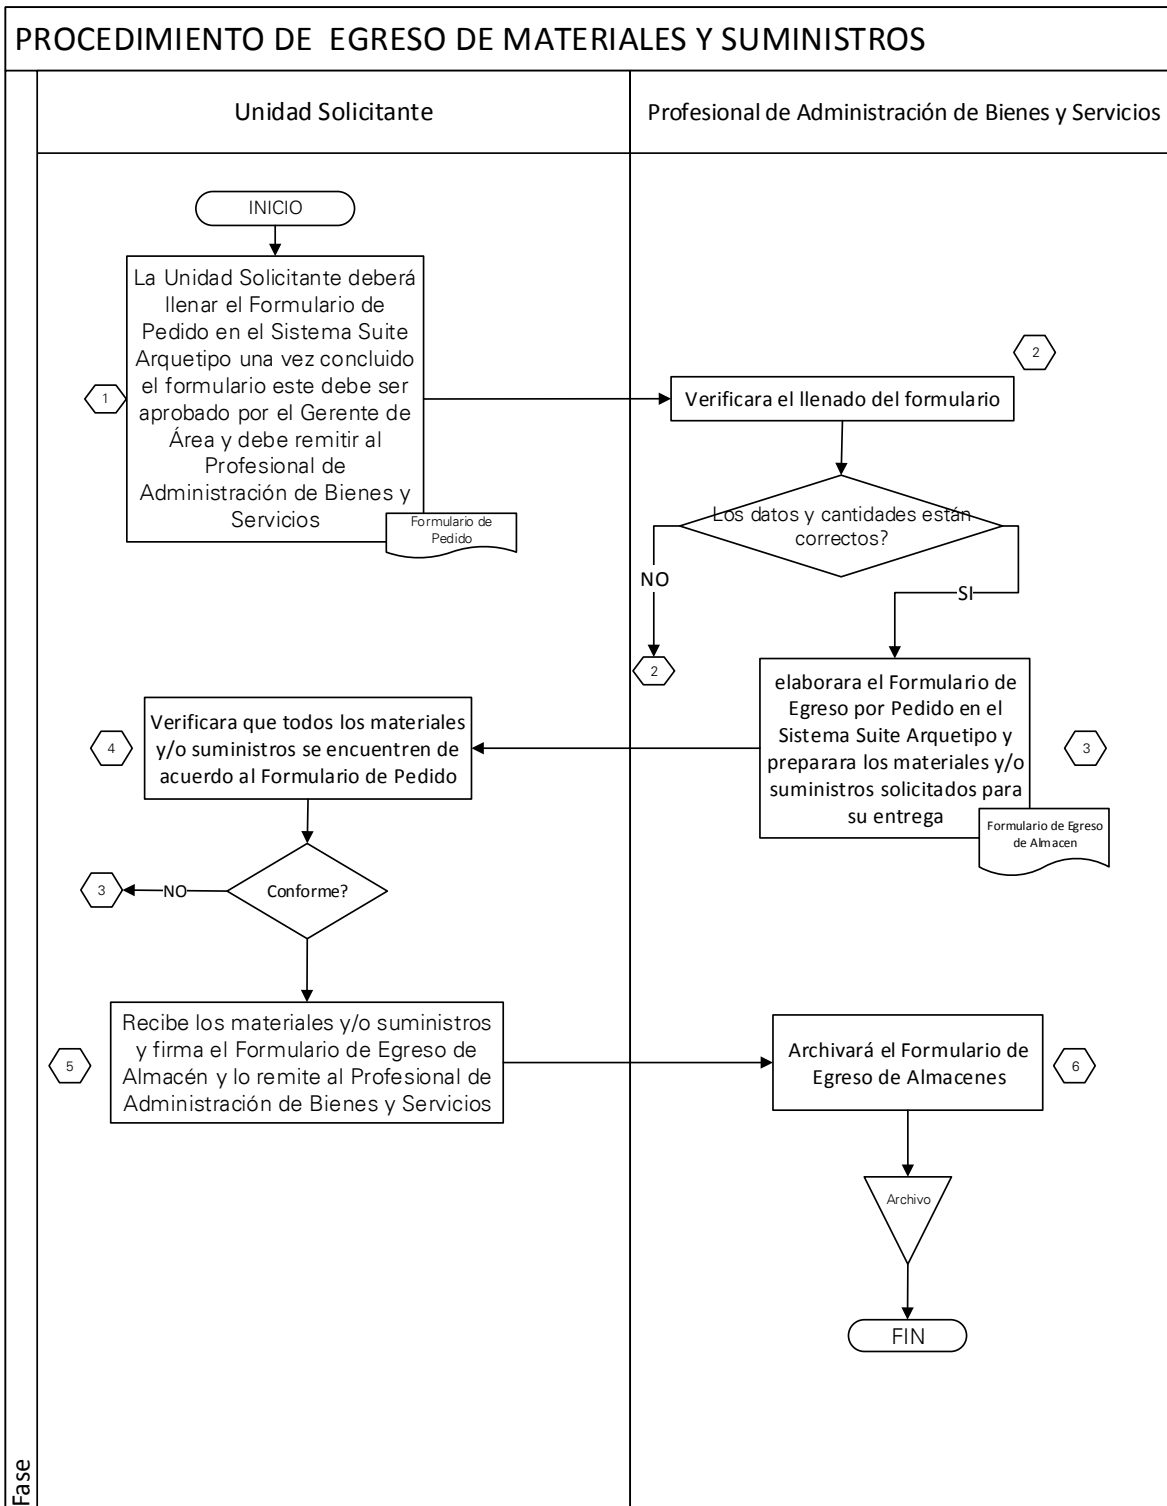 PROCEDIMIENTO DE  EGRESO DE MATERIALES Y SUMINISTROS
Unidad Solicitante
Profesional de Administración de Bienes y Servicios
INICIO
La Unidad Solicitante deberá
llenar el Formulario de
Pedido en el Sistema Suite
Arquetipo una vez concluido
el formulario este debe ser
aprobado por el Gerente de
Área y debe remitir al
Profesional de
Administración de Bienes y
Servicios
1
Formulario de
Pedido
2
Verificara el llenado del formulario
Los datos y cantidades están
correctos?
NO
SI
2
elaborara el Formulario de
Egreso por Pedido en el
Sistema Suite Arquetipo y
preparara los materiales y/o
suministros solicitados para
su entrega
3
Formulario de Egreso
de Almacen
4
Verificara que todos los materiales
y/o suministros se encuentren de
acuerdo al Formulario de Pedido
Conforme?
NO
3
5
Recibe los materiales y/o suministros
y firma el Formulario de Egreso de
Almacén y lo remite al Profesional de
Administración de Bienes y Servicios
Archivará el Formulario de
Egreso de Almacenes
6
Archivo
FIN
Fase